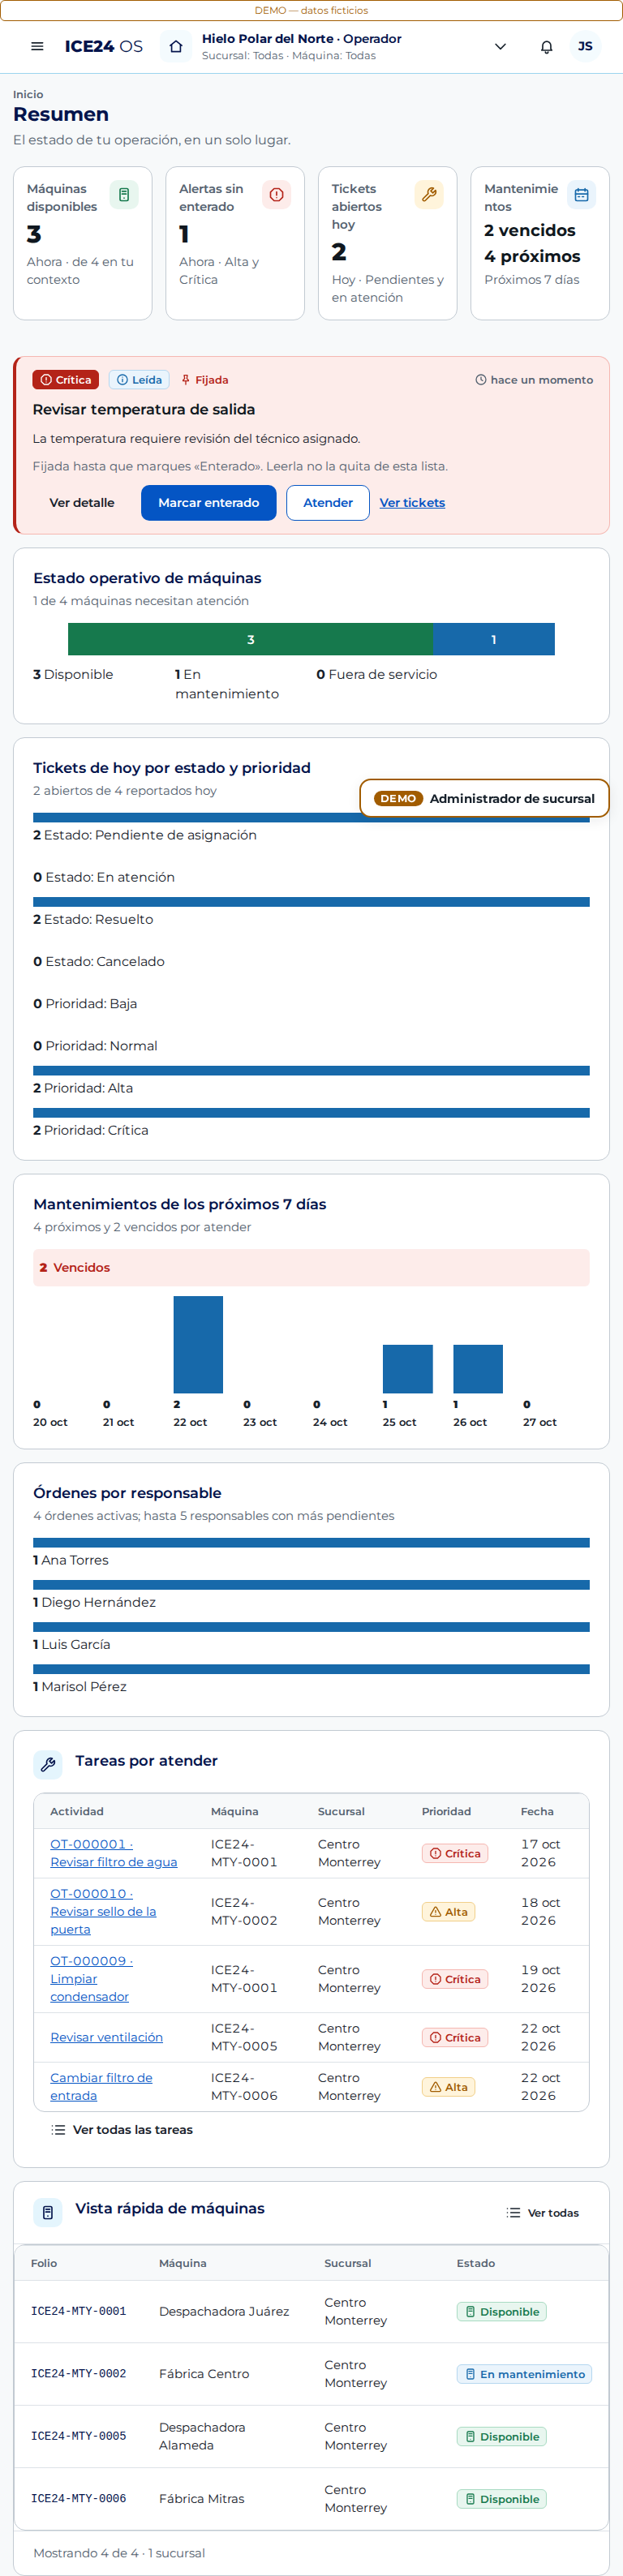 DEMO — datos ficticios
ICE24 OS
Hielo Polar del Norte · Operador
Sucursal: Todas · Máquina: Todas
JS
Inicio
Resumen
El estado de tu operación, en un solo lugar.
Máquinas
disponibles
3
Ahora · de 4 en tu
contexto
Alertas sin
enterado
1
Ahora · Alta y
Crítica
Tickets
abiertos
hoy
2
Hoy · Pendientes y
en atención
Mantenimie
ntos
2 vencidos
4 próximos
Próximos 7 días
Crítica
Leída
Fijada
hace un momento
Revisar temperatura de salida
La temperatura requiere revisión del técnico asignado.
Fijada hasta que marques «Enterado». Leerla no la quita de esta lista.
Ver detalle
Marcar enterado
Atender
Ver tickets
Estado operativo de máquinas
1 de 4 máquinas necesitan atención
3
1
3 Disponible
1 En
mantenimiento
0 Fuera de servicio
Tickets de hoy por estado y prioridad
2 abiertos de 4 reportados hoy
DEMO Administrador de sucursal
2 Estado: Pendiente de asignación
0 Estado: En atención
2 Estado: Resuelto
0 Estado: Cancelado
0 Prioridad: Baja
0 Prioridad: Normal
2 Prioridad: Alta
2 Prioridad: Crítica
Mantenimientos de los próximos 7 días
4 próximos y 2 vencidos por atender
2 Vencidos
0 0 2 0 0 1 1 0
20 oct 21 oct 22 oct 23 oct 24 oct 25 oct 26 oct 27 oct
Órdenes por responsable
4 órdenes activas; hasta 5 responsables con más pendientes
1 Ana Torres
1 Diego Hernández
1 Luis García
1 Marisol Pérez
Tareas por atender
Actividad Máquina Sucursal Prioridad Fecha
OT-000001 ·
Revisar filtro de agua
ICE24-
MTY-0001
Centro
Monterrey
Crítica
17 oct
2026
OT-000010 ·
Revisar sello de la
puerta
ICE24-
MTY-0002
Centro
Monterrey
Alta
18 oct
2026
OT-000009 ·
Limpiar
condensador
ICE24-
MTY-0001
Centro
Monterrey
Crítica
19 oct
2026
Revisar ventilación
ICE24-
MTY-0005
Centro
Monterrey
Crítica
22 oct
2026
Cambiar filtro de
entrada
ICE24-
MTY-0006
Centro
Monterrey
Alta
22 oct
2026
Ver todas las tareas
Vista rápida de máquinas
Ver todas
Folio Máquina Sucursal Estado
ICE24-MTY-0001
Despachadora Juárez
Centro
Monterrey
Disponible
ICE24-MTY-0002
Fábrica Centro
Centro
Monterrey
En mantenimiento
ICE24-MTY-0005
Despachadora
Alameda
Centro
Monterrey
Disponible
ICE24-MTY-0006
Fábrica Mitras
Centro
Monterrey
Disponible
Mostrando 4 de 4 · 1 sucursal